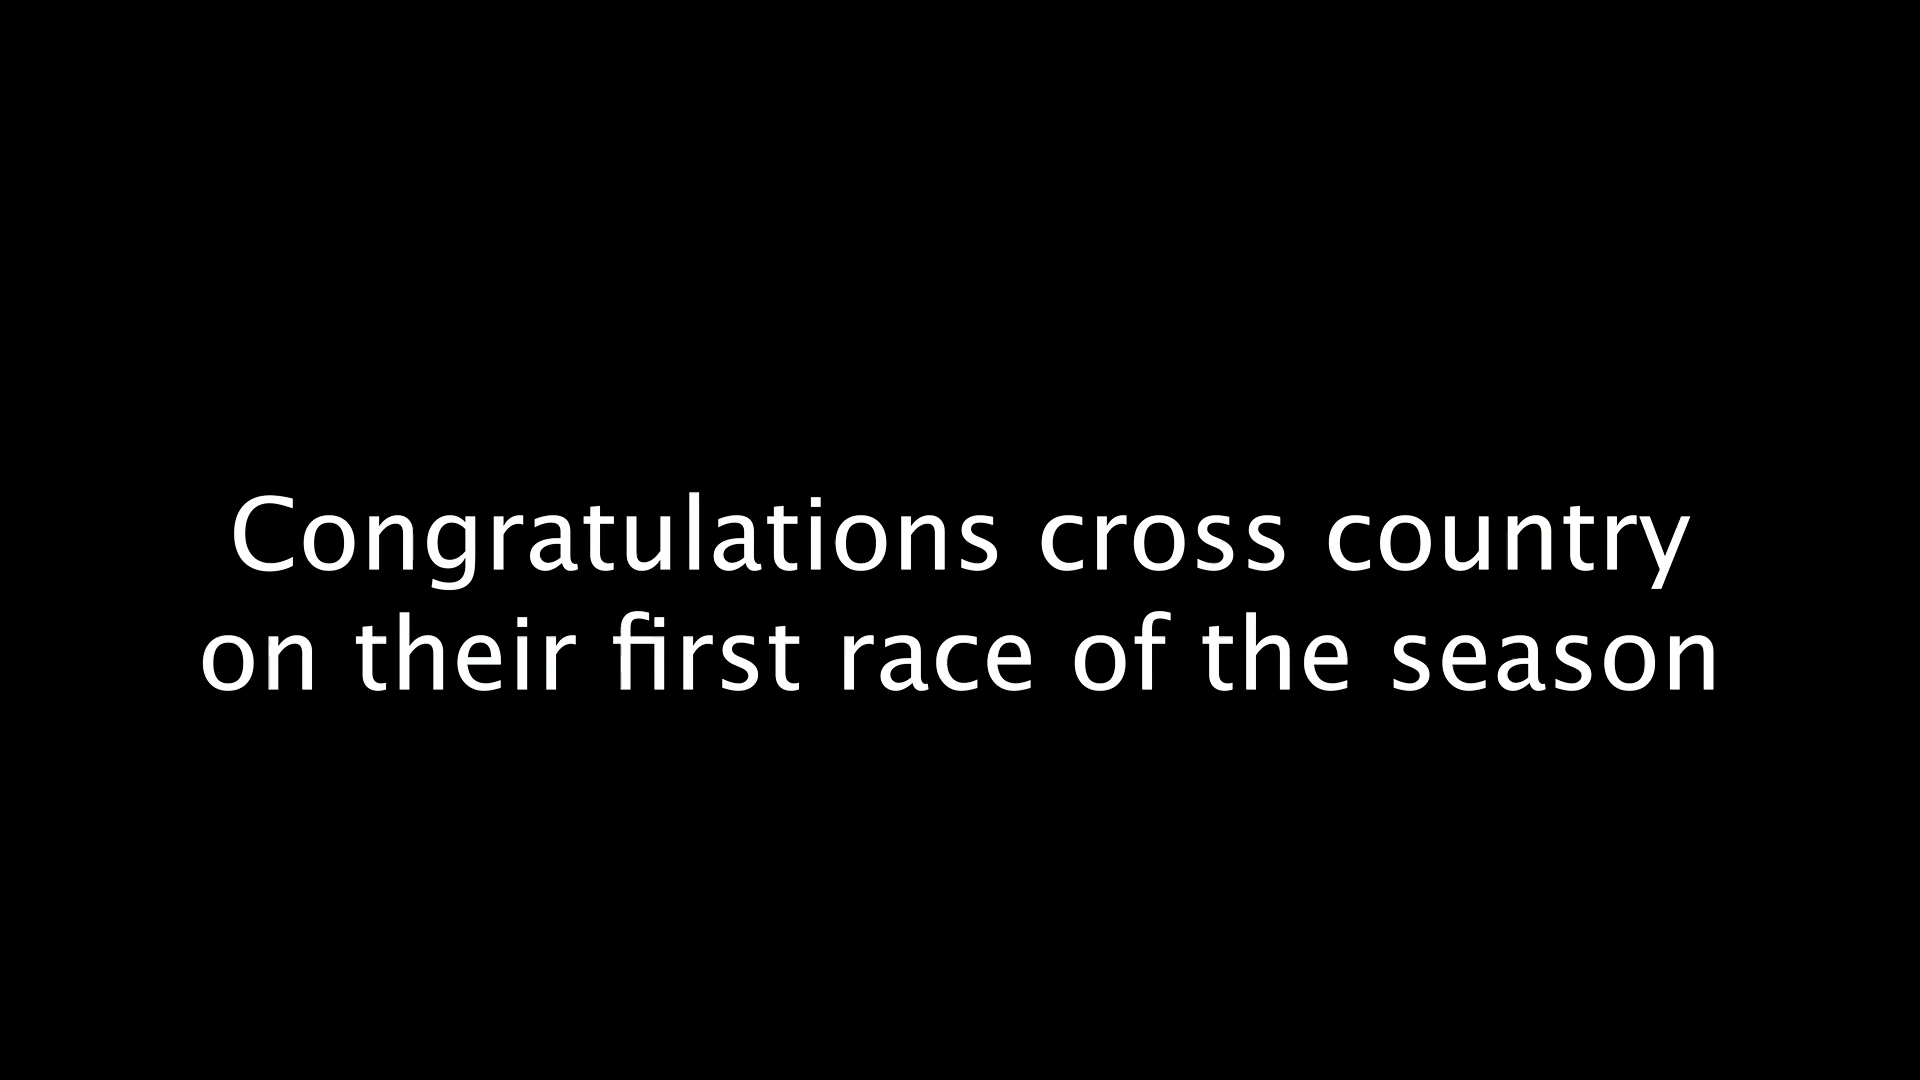 Congratulations cross country
on their first race of the season